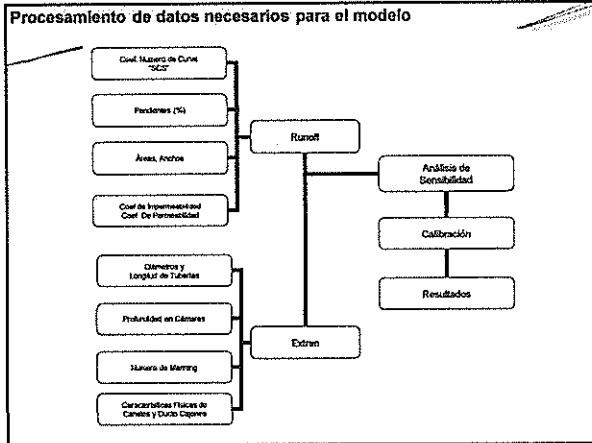 Procesamiento de datos necesarios para el modelo
Coef. Numero de Curva
"SCS"
Pendientes (%)
Áreas, Anchos
Coef de Impermeabilidad
Coef. De Permeabilidad
Runoff
Análisis de
Sensibilidad
Calibración
Resultados
Diámetros y
Longitud de Tuberias
Profundidad en Cámaras
Numero de Manning
Características Físicas de
Canales y Ducto Cajones
Extran